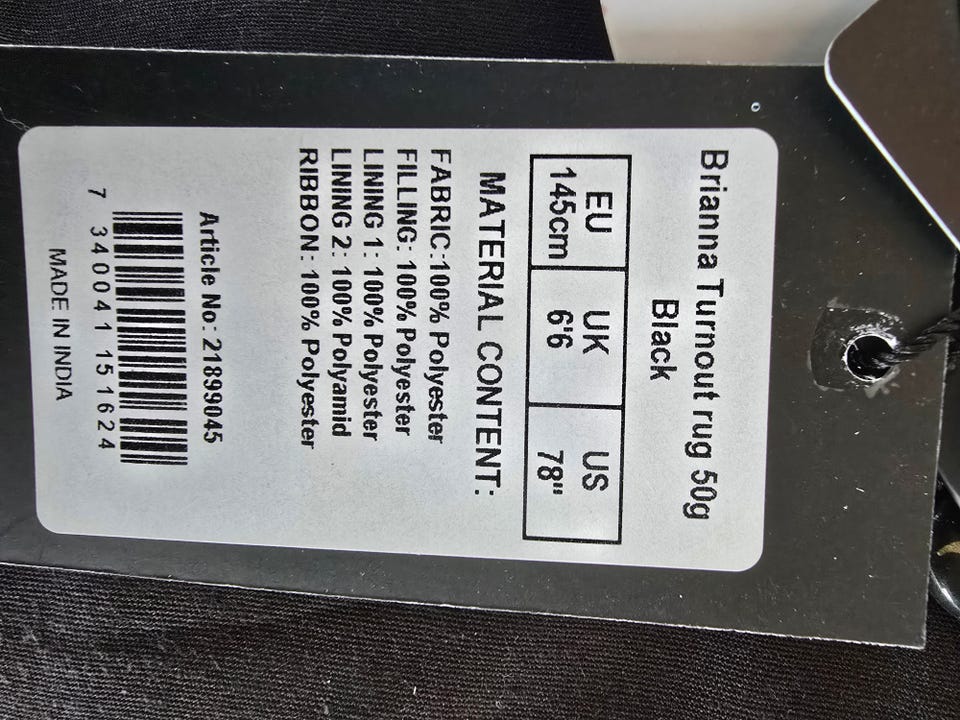 Brianna Turnout rug 50g
Black
EU UK US
145cm 6'6 78"
MATERIAL CONTENT:
FABRIC:100% Polyester
FILLING: 100% Polyester
LINING 1: 100% Polyester
LINING 2: 100% Polyamid
RIBBON: 100% Polyester
Article No: 21899045
7 340041 151624
MADE IN INDIA